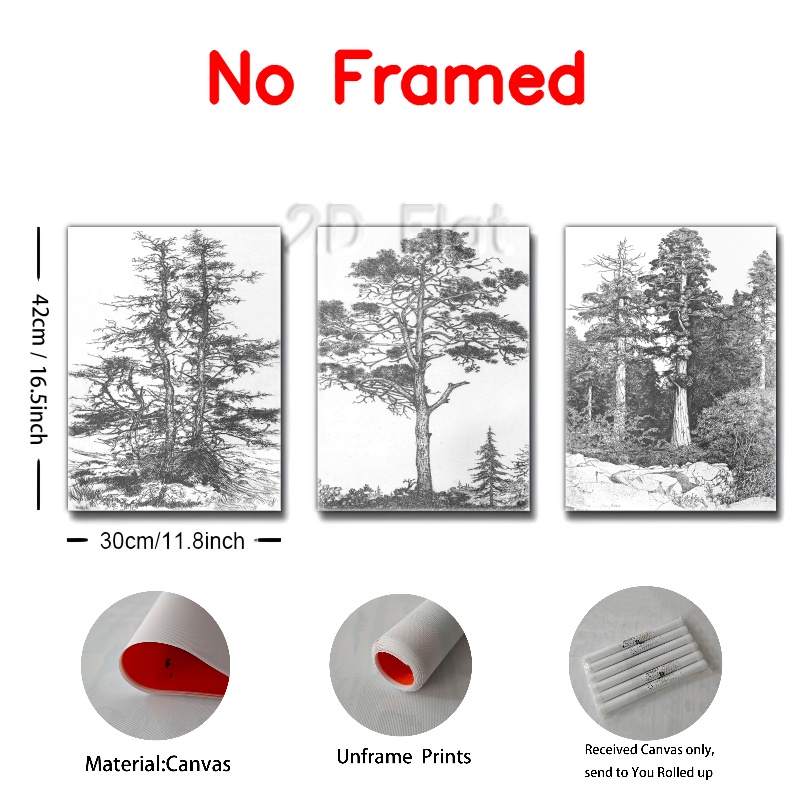 No Framed
2D Flat
42cm / 16.5inch
30cm/11.8inch
Material:Canvas
Unframe Prints
Received Canvas only,
send to You Rolled up